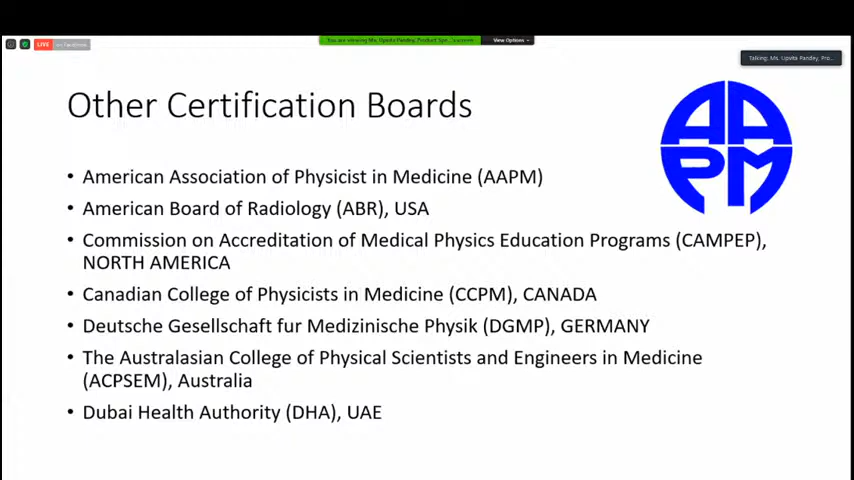 LIVE
View Options
Talking: Ms. Upvita Pandey, Pro...
Other Certification Boards
AAPM
• American Association of Physicist in Medicine (AAPM)
• American Board of Radiology (ABR), USA
• Commission on Accreditation of Medical Physics Education Programs (CAMPEP),
NORTH AMERICA
• Canadian College of Physicists in Medicine (CCPM), CANADA
• Deutsche Gesellschaft fur Medizinische Physik (DGMP), GERMANY
• The Australasian College of Physical Scientists and Engineers in Medicine
(ACPSEM), Australia
• Dubai Health Authority (DHA), UAE